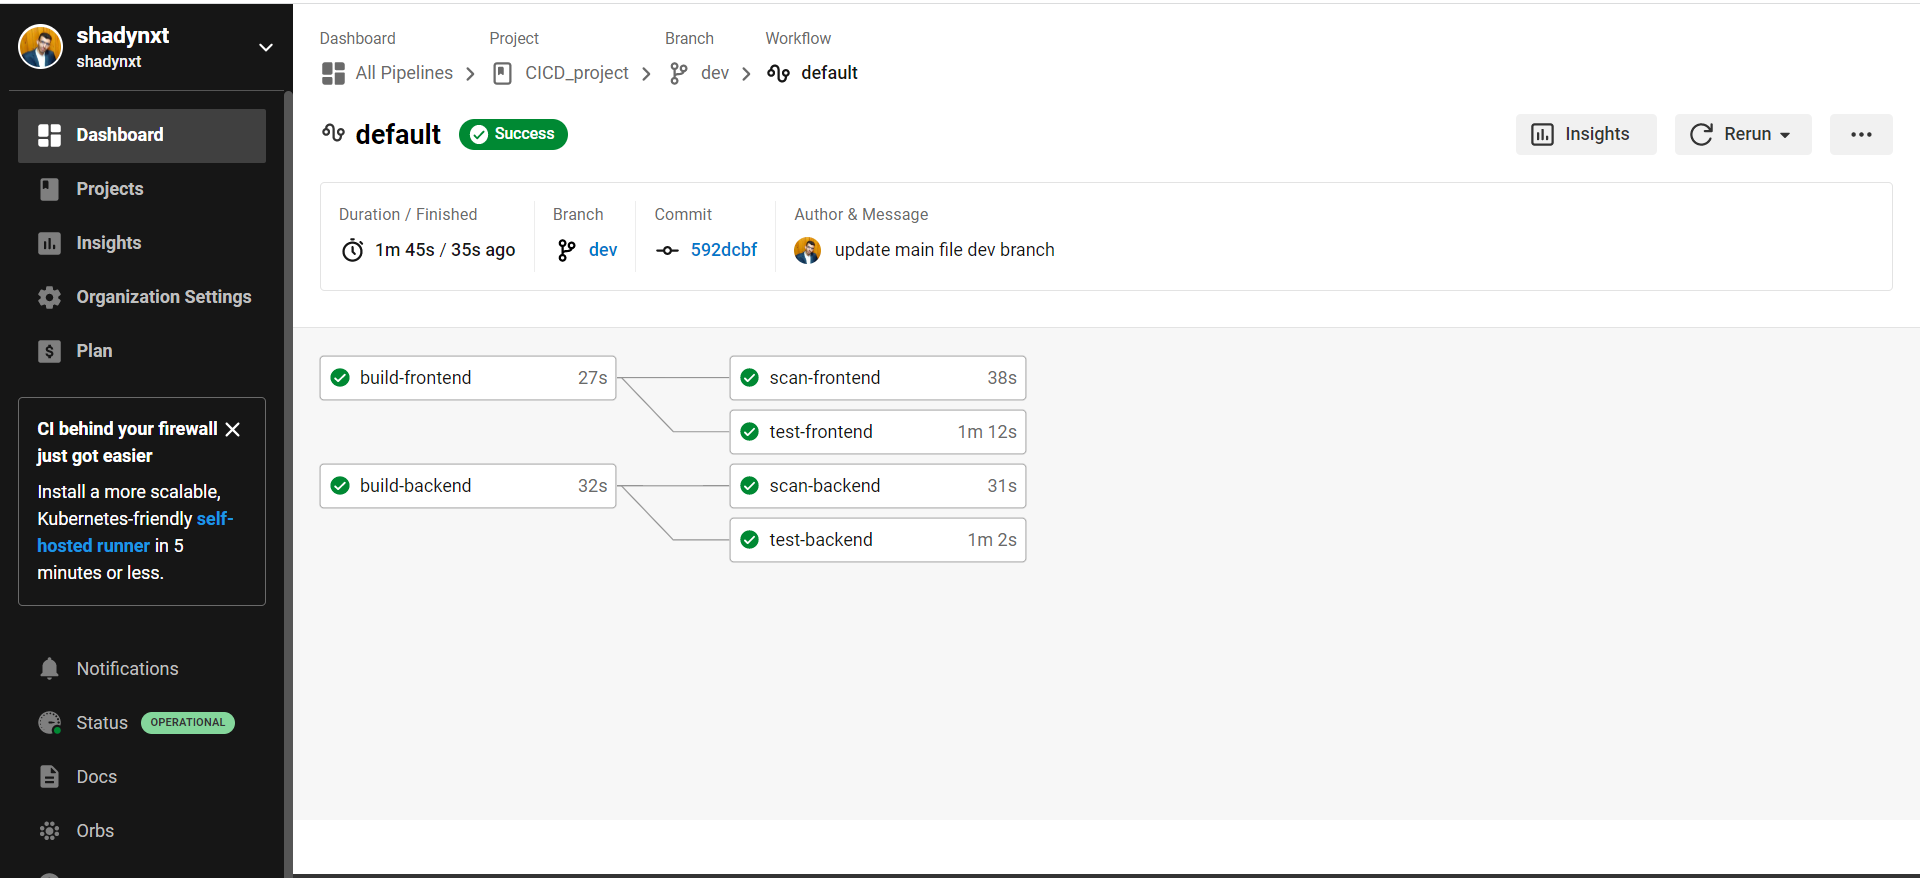 shadynxt
shadynxt
Dashboard
Projects
Insights
Organization Settings
Plan
CI behind your firewall
just got easier
Install a more scalable,
Kubernetes-friendly self-
hosted runner in 5
minutes or less.
Notifications
Status OPERATIONAL
Docs
Orbs
Dashboard Project Branch Workflow
All Pipelines CICD_project dev default
default Success
Insights Rerun
Duration / Finished Branch Commit Author & Message
1m 45s / 35s ago dev 592dcbf update main file dev branch
build-frontend 27s scan-frontend 38s
test-frontend 1m 12s
build-backend 32s scan-backend 31s
test-backend 1m 2s